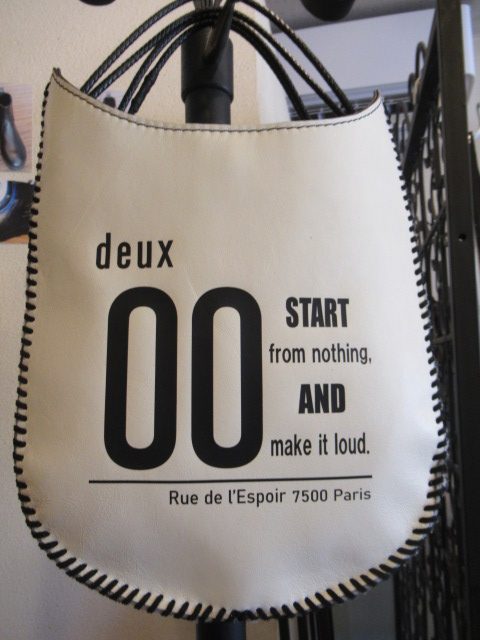 deux
00
START
from nothing,
AND
make it loud.
Rue de l'Espoir 7500 Paris